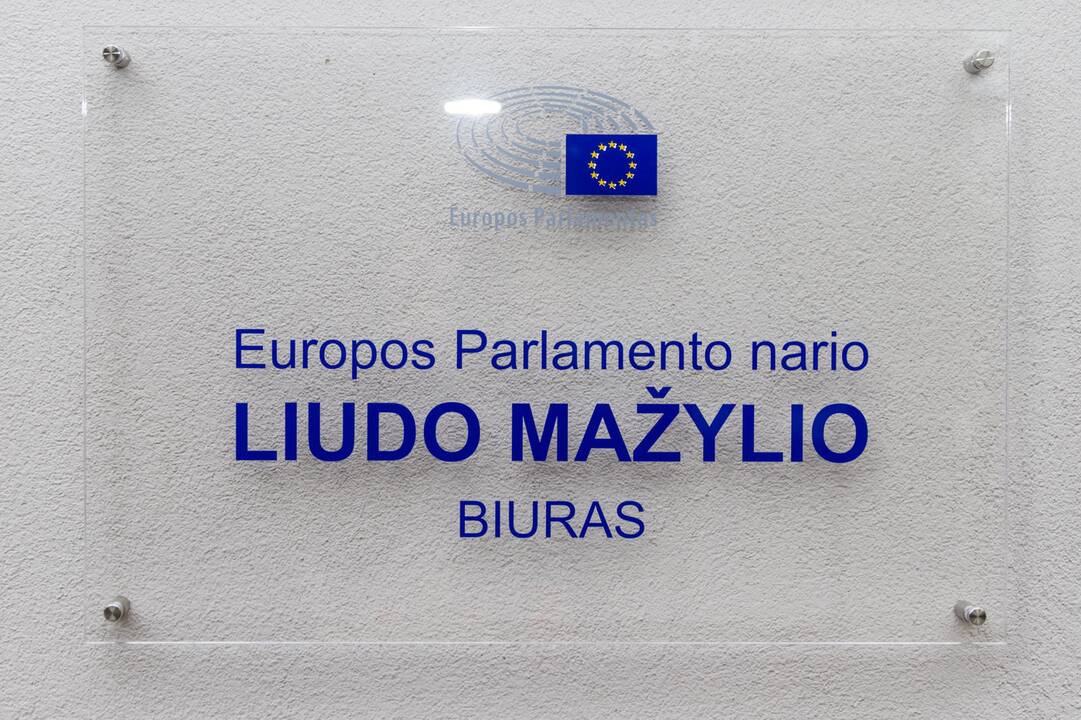 Europos Parlamentas
Europos Parlamento nario
LIUDO MAŽYLIO
BIURAS